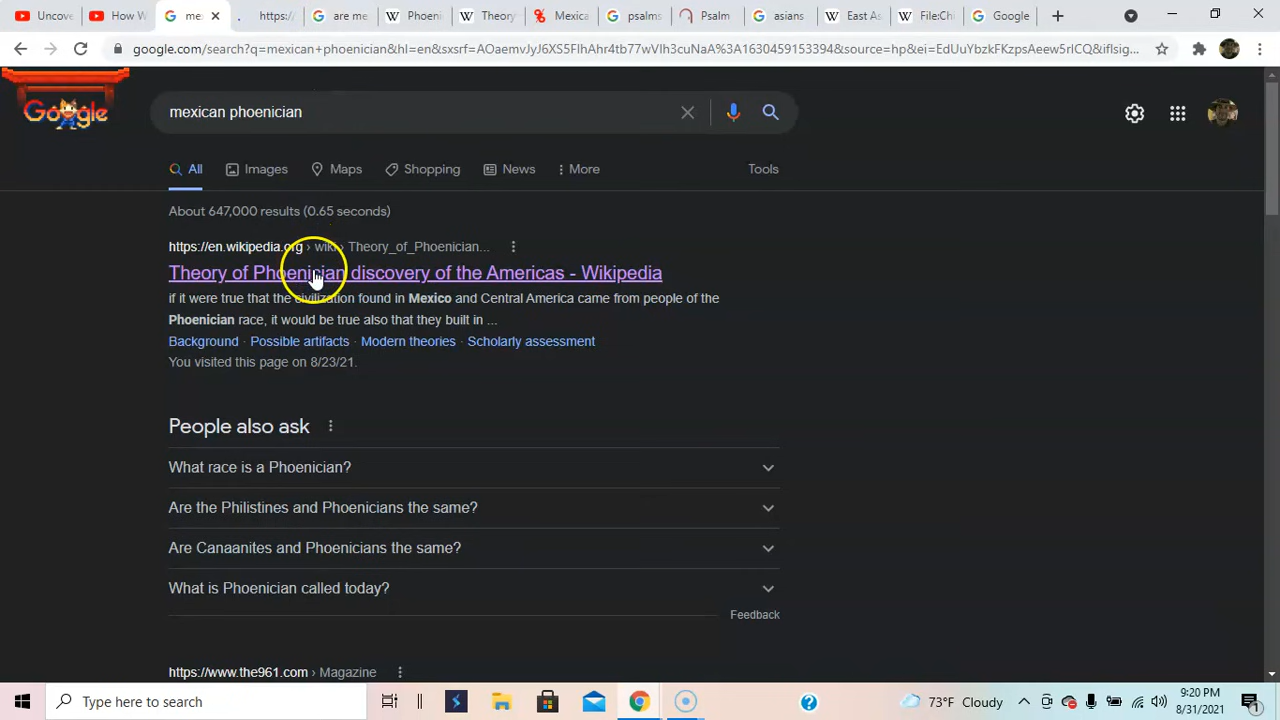 Uncov
How W
mex
https:/
are me
Phoeni
Theory
Mexica
psalms
Psalm
asians
East As
File:Chi
Google
google.com/search?q=mexican+phoenician&hl=en&sxsrf=AOaemvJyJ6XS5FlhAhr4tb77wVIh3cuNaA%3A1630459153394&source=hp&ei=EdUuYbzkFKzpsAeew5rICQ&iflsig...
Google
mexican phoenician
All
Images
Maps
Shopping
News
More
Tools
About 647,000 results (0.65 seconds)
https://en.wikipedia.org › wiki › Theory_of_Phoenician...
Theory of Phoenician discovery of the Americas - Wikipedia
if it were true that the civilization found in Mexico and Central America came from people of the
Phoenician race, it would be true also that they built in ...
Background · Possible artifacts · Modern theories · Scholarly assessment
You visited this page on 8/23/21.
People also ask
What race is a Phoenician?
Are the Philistines and Phoenicians the same?
Are Canaanites and Phoenicians the same?
What is Phoenician called today?
Feedback
https://www.the961.com › Magazine
Type here to search
73°F Cloudy
9:20 PM
8/31/2021
1